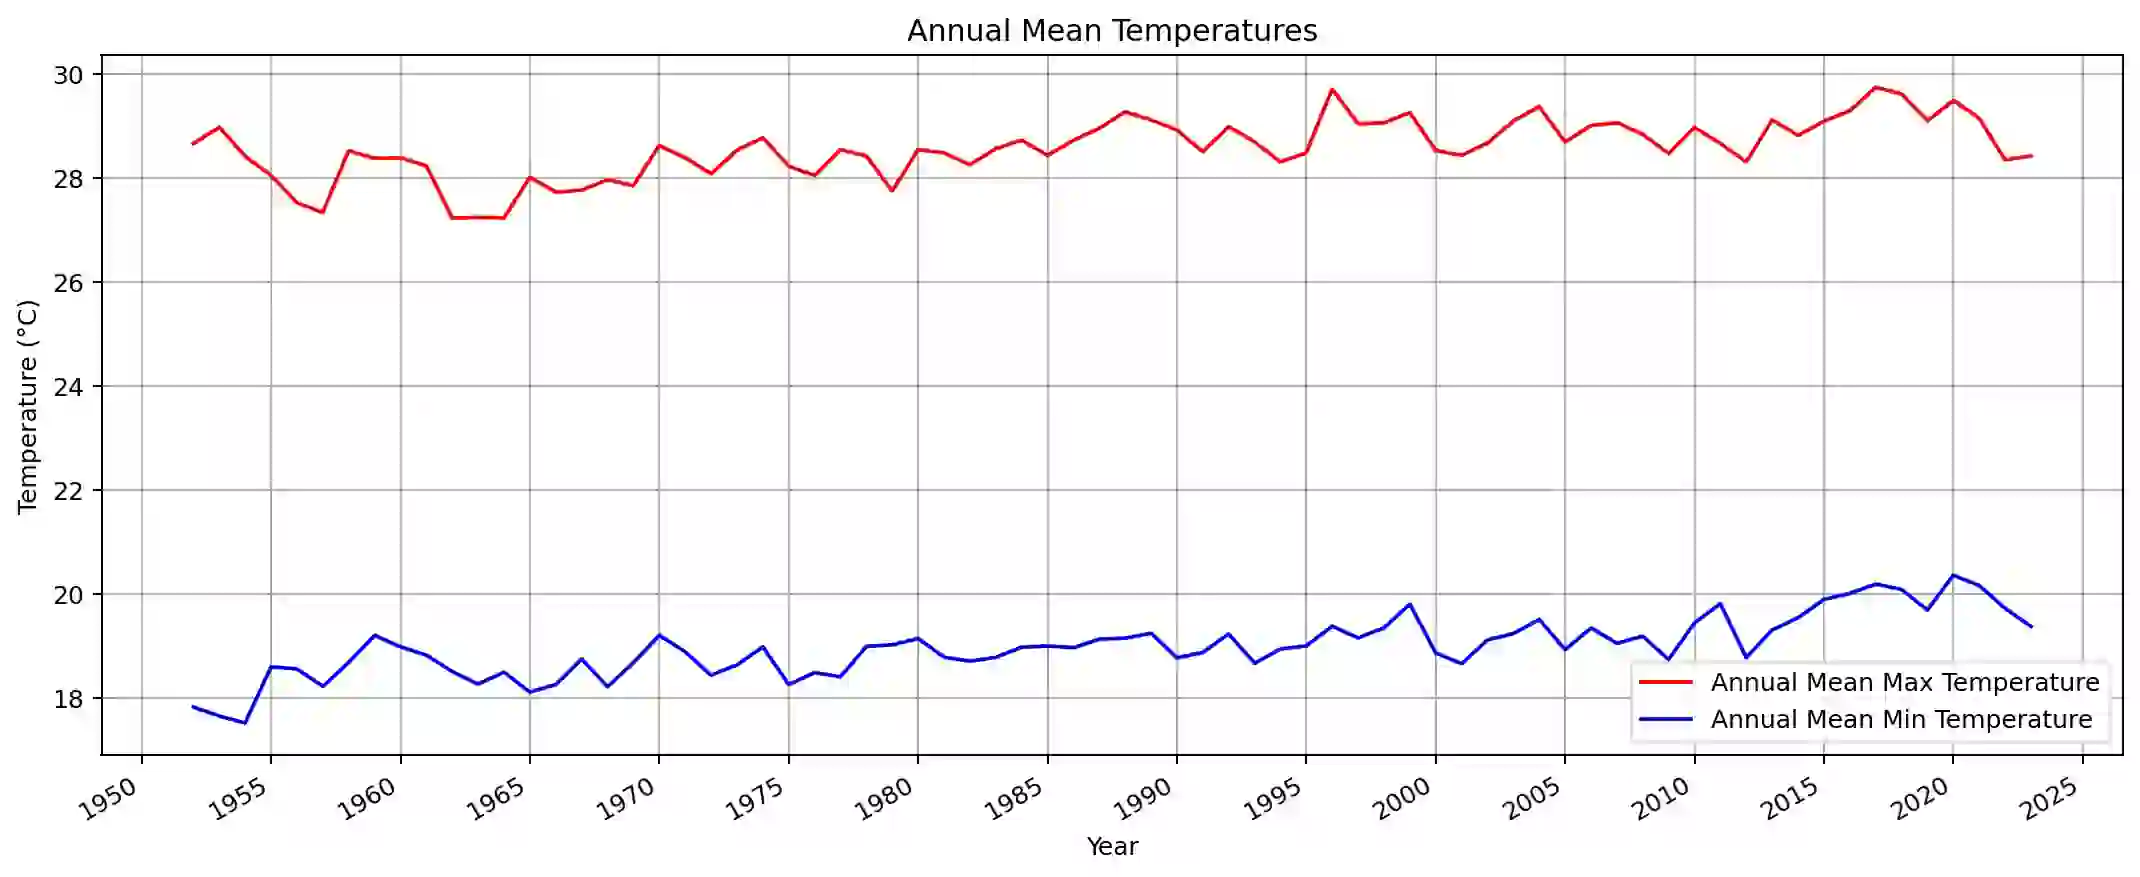 Annual Mean Temperatures
Temperature (°C)
30
28
26
24
22
20
18
Annual Mean Max Temperature
Annual Mean Min Temperature
1950 1955 1960 1965 1970 1975 1980 1985 1990 1995 2000 2005 2010 2015 2020 2025
Year